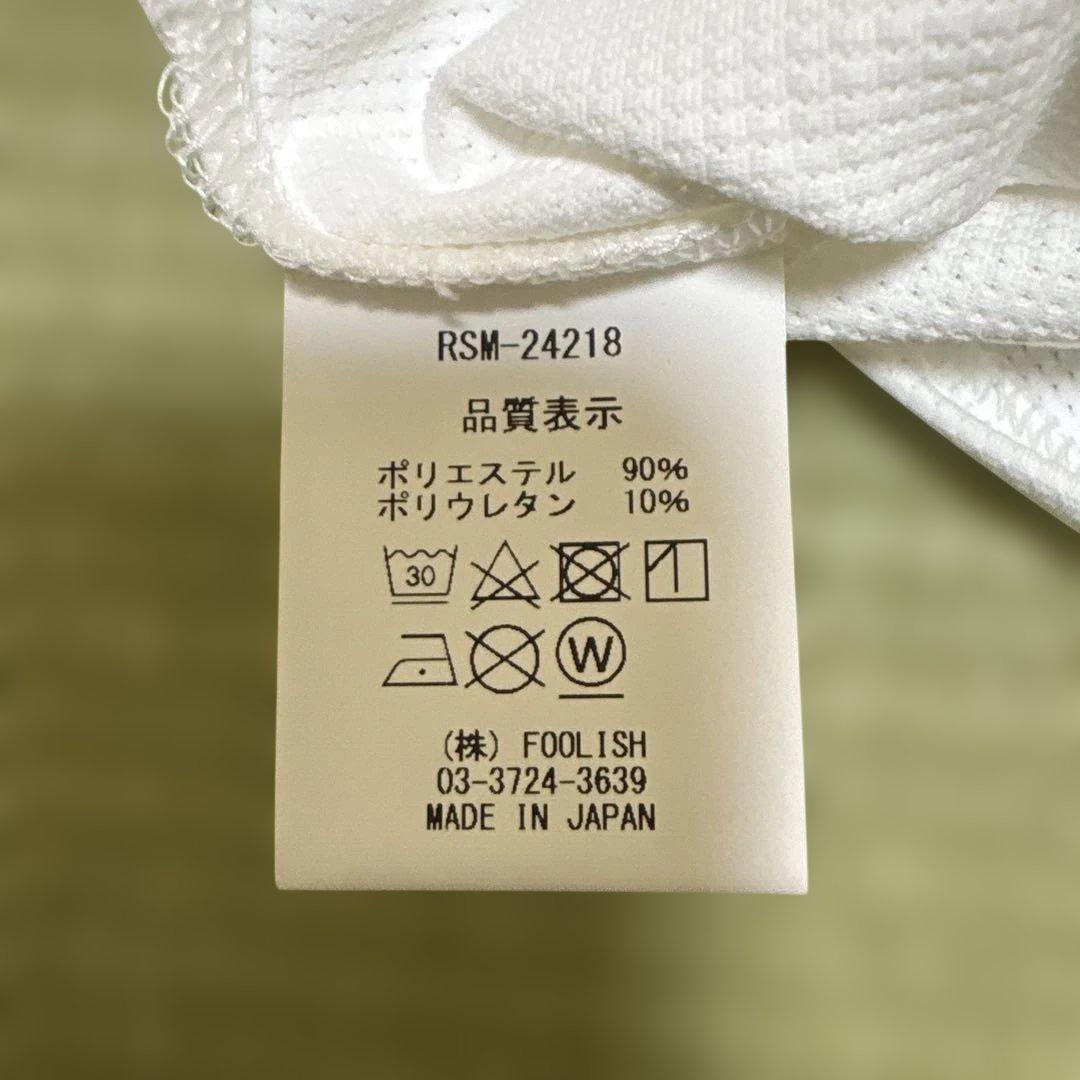 RSM-24218
品質表示
ポリエステル 90%
ポリウレタン 10%
30
W
(株) FOOLISH
03-3724-3639
MADE IN JAPAN